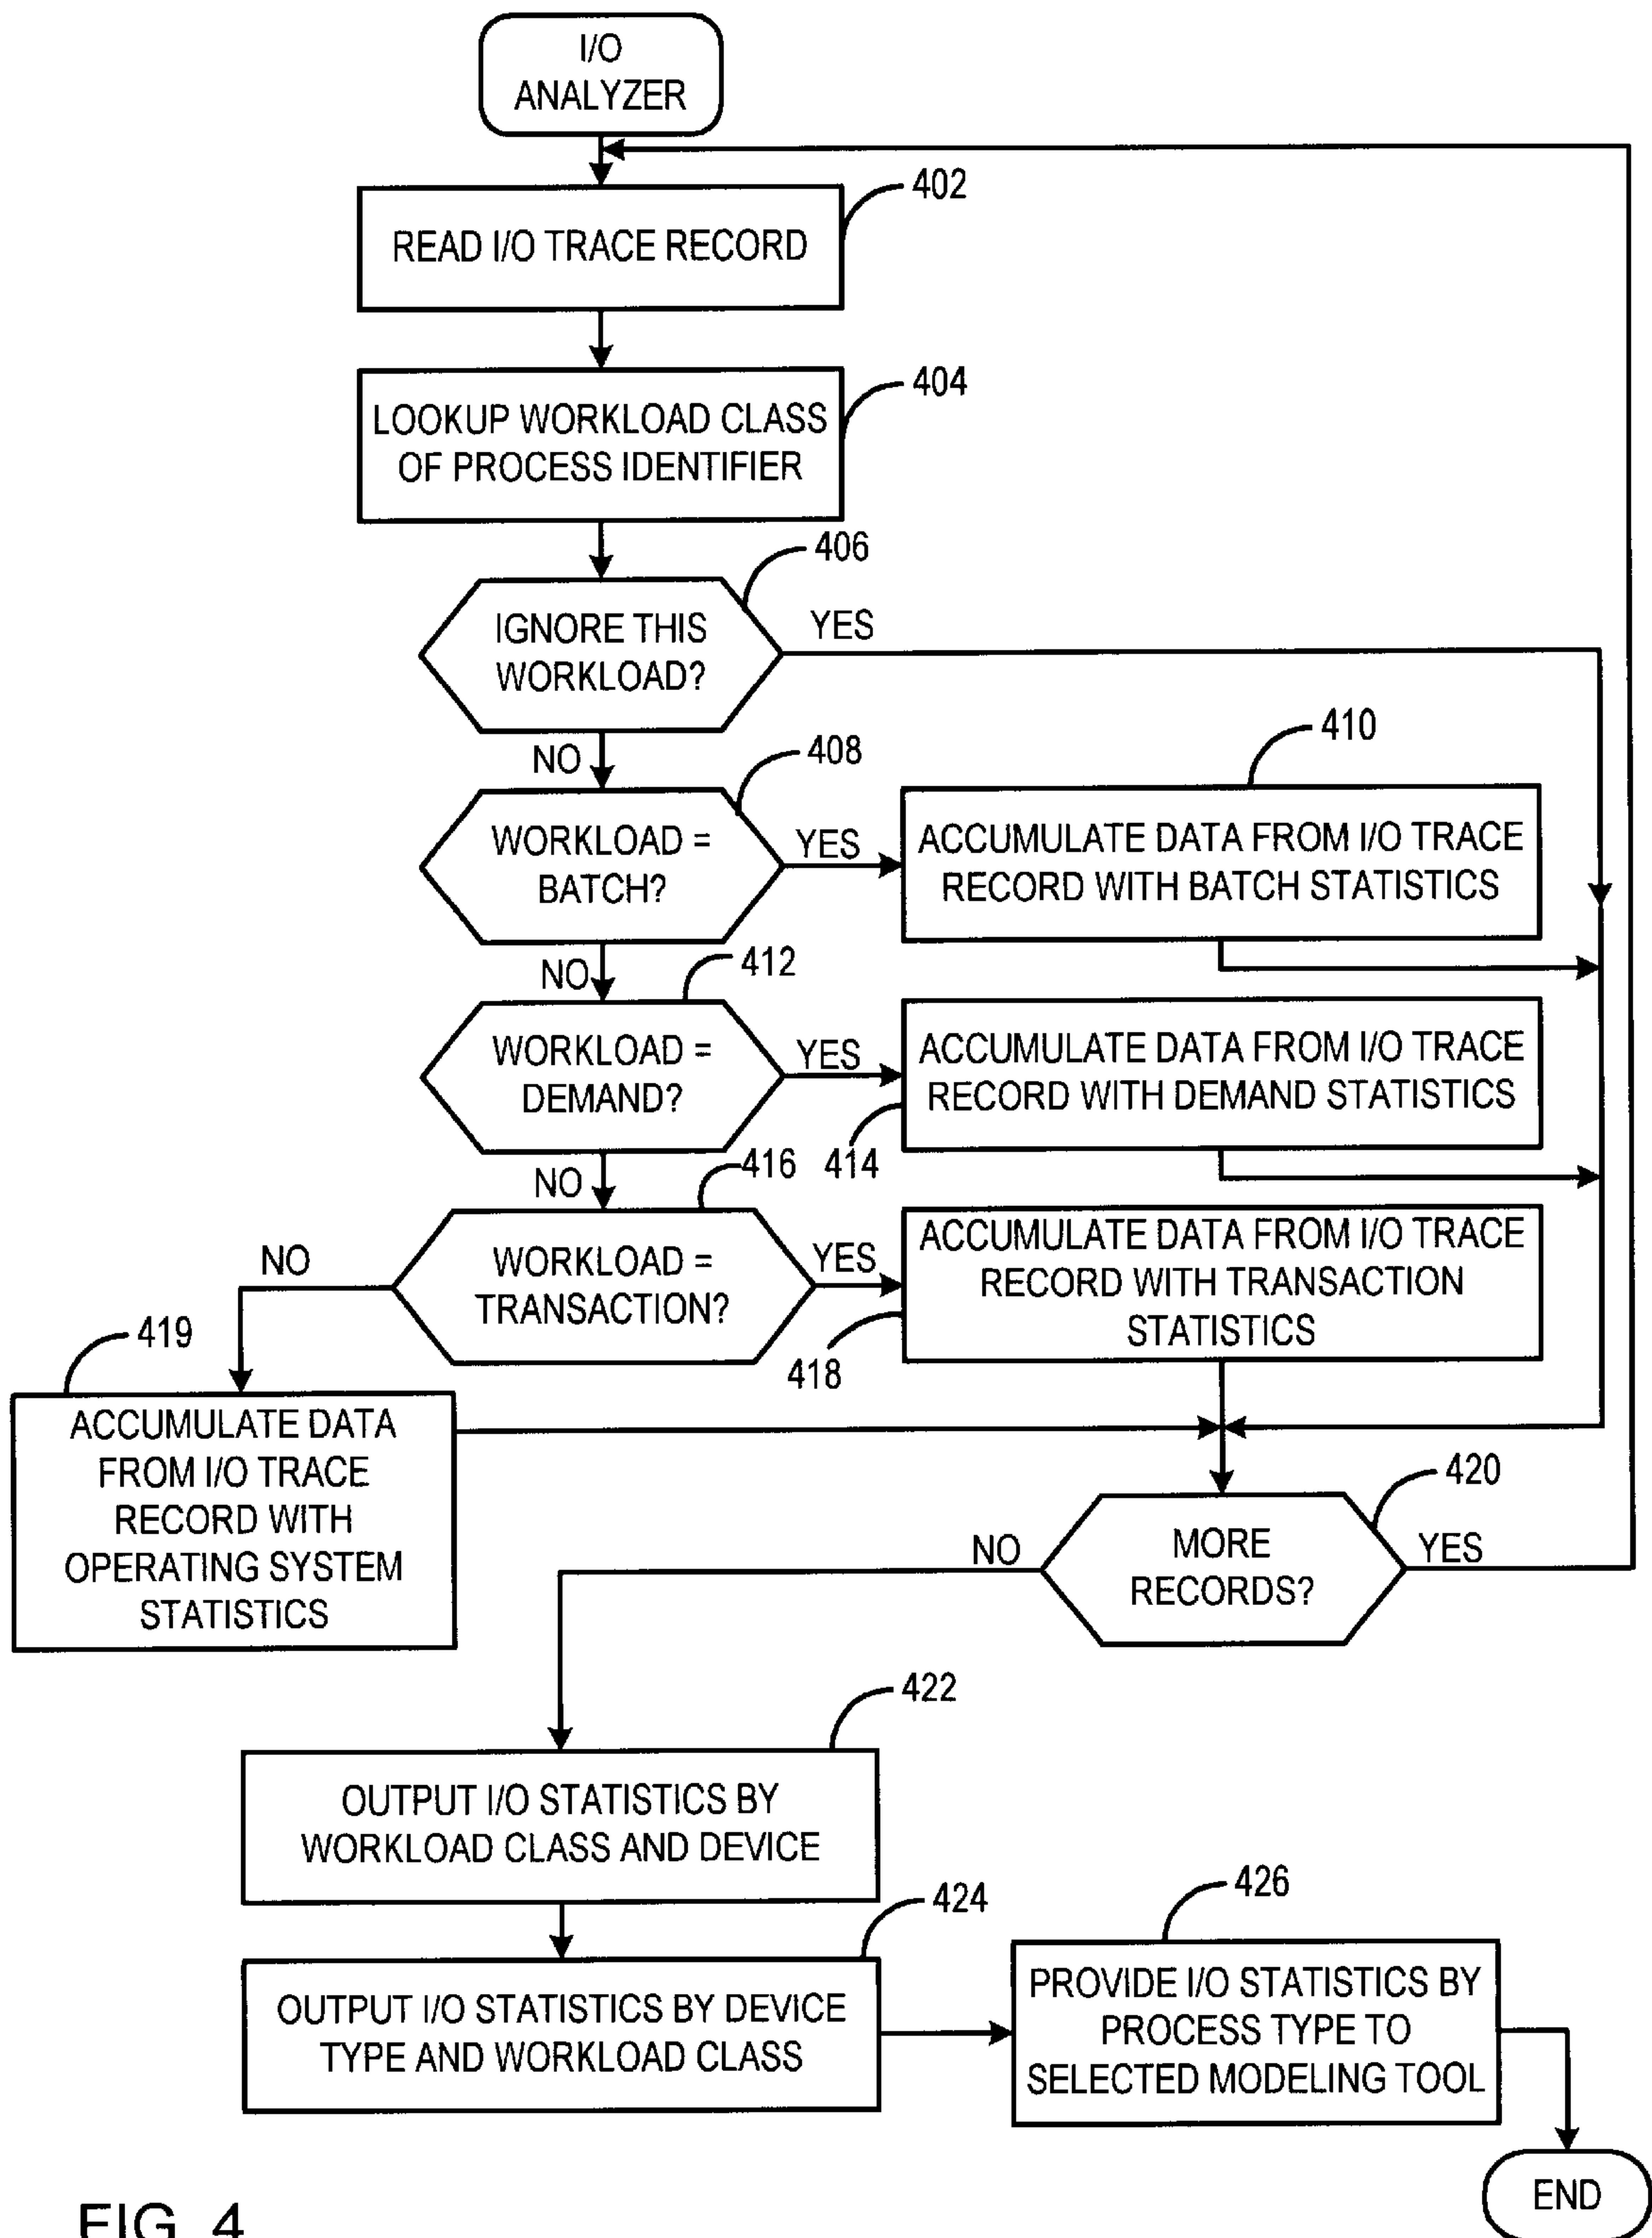 I/O
ANALYZER
402
READ I/O TRACE RECORD
404
LOOKUP WORKLOAD CLASS
OF PROCESS IDENTIFIER
406
IGNORE THIS
WORKLOAD?
YES
NO
408
410
WORKLOAD =
BATCH?
YES
ACCUMULATE DATA FROM I/O TRACE
RECORD WITH BATCH STATISTICS
NO
412
WORKLOAD =
DEMAND?
YES
ACCUMULATE DATA FROM I/O TRACE
RECORD WITH DEMAND STATISTICS
414
NO
416
WORKLOAD =
TRANSACTION?
YES
ACCUMULATE DATA FROM I/O TRACE
RECORD WITH TRANSACTION
STATISTICS
418
NO
419
ACCUMULATE DATA
FROM I/O TRACE
RECORD WITH
OPERATING SYSTEM
STATISTICS
420
MORE
RECORDS?
YES
NO
422
OUTPUT I/O STATISTICS BY
WORKLOAD CLASS AND DEVICE
424
OUTPUT I/O STATISTICS BY DEVICE
TYPE AND WORKLOAD CLASS
426
PROVIDE I/O STATISTICS BY
PROCESS TYPE TO
SELECTED MODELING TOOL
END
FIG. 4